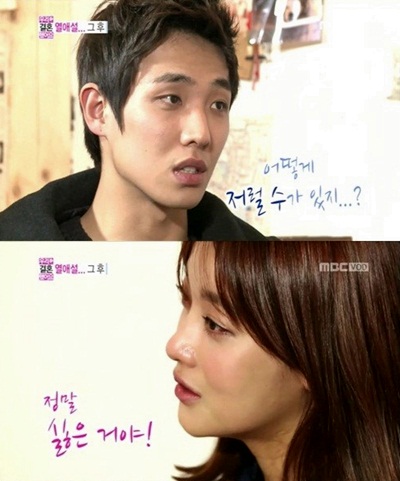 결혼
열애설... 그 후
어떻게
저럴 수가 있지...?
결혼
열애설... 그 후
MBC VOD
정말
싫은 거야!